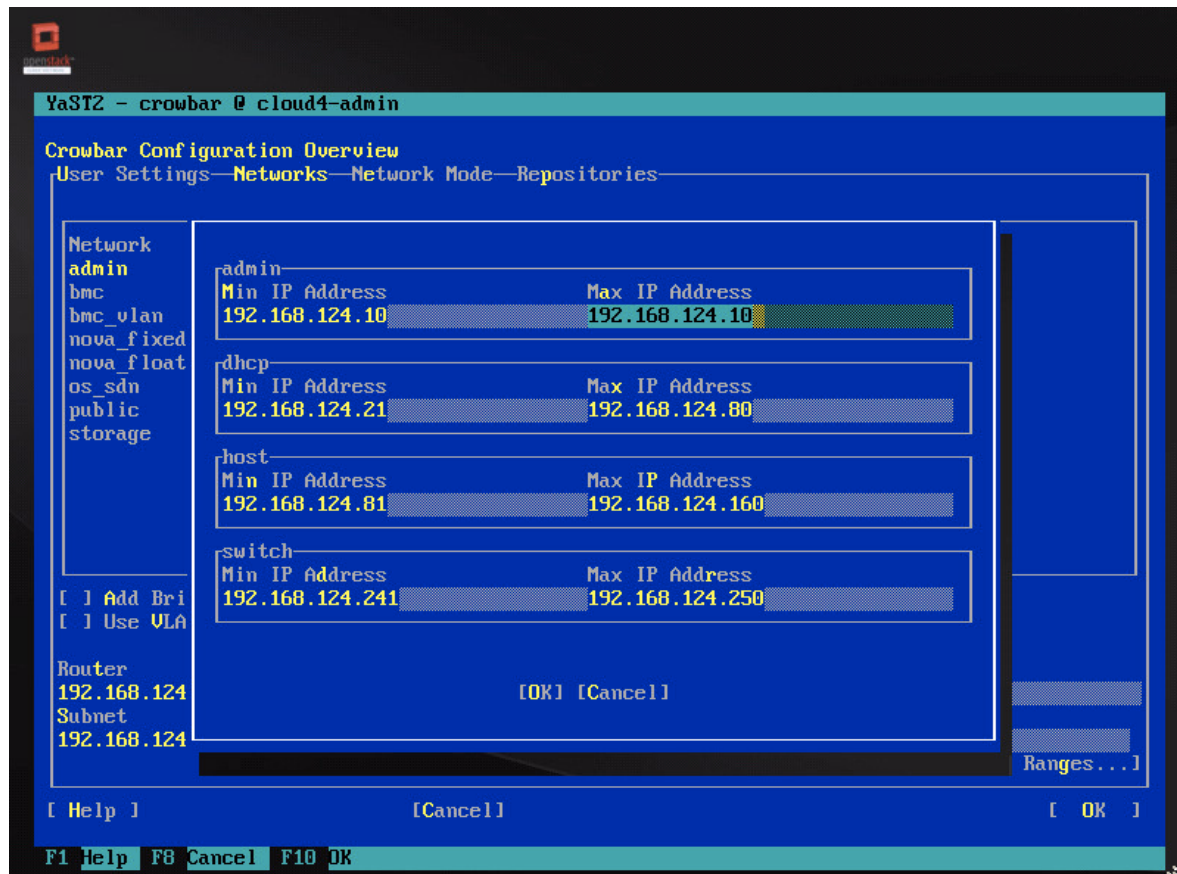 openstack
YaST2 - crowbar @ cloud4-admin
Crowbar Configuration Overview
User Settings Networks Network Mode Repositories
Network
admin
bmc
bmc_vlan
nova_fixed
nova_float
os_sdn
public
storage
admin
Min IP Address Max IP Address
192.168.124.10 192.168.124.10
dhcp
Min IP Address Max IP Address
192.168.124.21 192.168.124.80
host
Min IP Address Max IP Address
192.168.124.81 192.168.124.160
switch
Min IP Address Max IP Address
192.168.124.241 192.168.124.250
[ ] Add Bri
[ ] Use VLA
Router
192.168.124
Subnet
192.168.124
[OK] [Cancel]
Ranges...]
[ Help ] [Cancel] [ OK ]
F1 Help F8 Cancel F10 OK